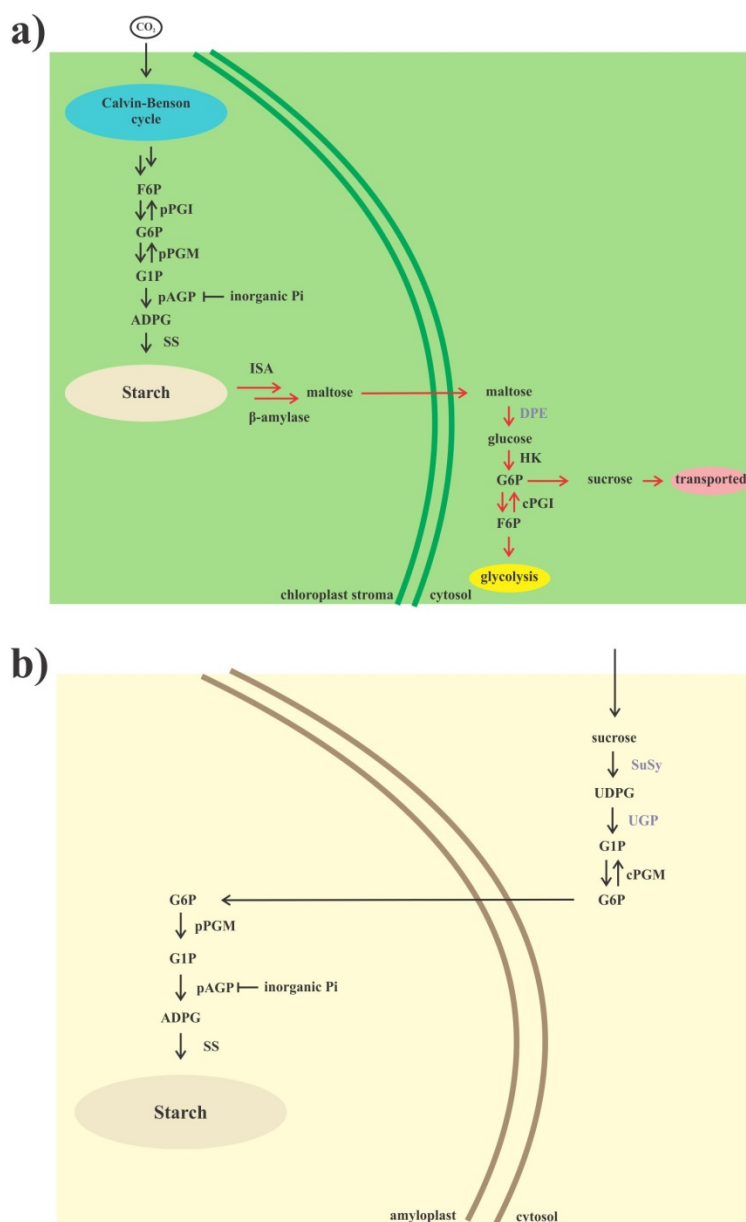 a)
CO₂
Calvin-Benson
cycle
F6P
pPGI
G6P
pPGM
G1P
pAGP
inorganic Pi
ADPG
SS
Starch
ISA
β-amylase
maltose
maltose
DPE
glucose
HK
G6P
sucrose
transported
cPGI
F6P
glycolysis
chloroplast stroma
cytosol
b)
sucrose
SuSy
UDPG
UGP
G1P
cPGM
G6P
G6P
pPGM
G1P
pAGP
inorganic Pi
ADPG
SS
Starch
amyloplast
cytosol